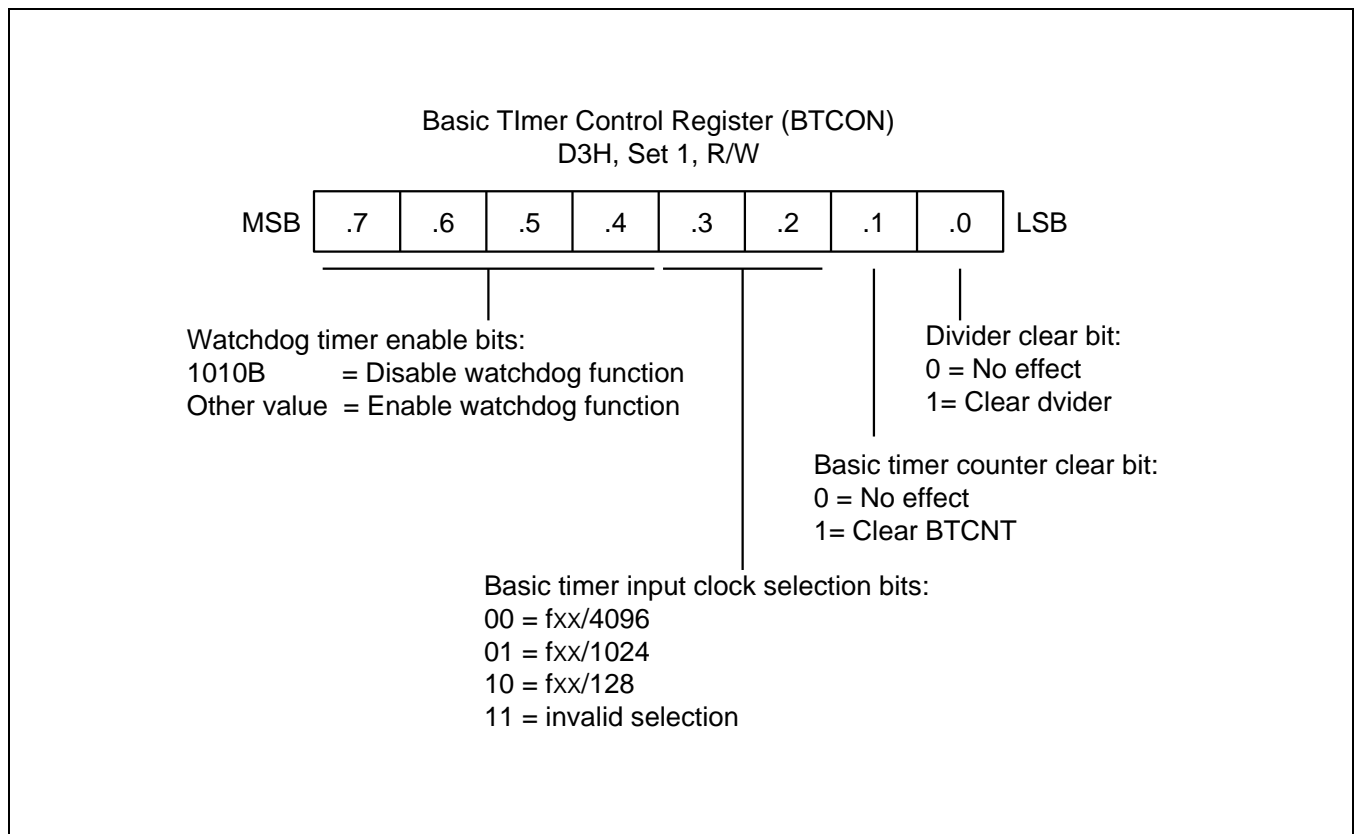 Basic TImer Control Register (BTCON)
D3H, Set 1, R/W
MSB .7 .6 .5 .4 .3 .2 .1 .0 LSB
Watchdog timer enable bits:
1010B = Disable watchdog function
Other value = Enable watchdog function
Divider clear bit:
0 = No effect
1= Clear dvider
Basic timer counter clear bit:
0 = No effect
1= Clear BTCNT
Basic timer input clock selection bits:
00 = fxx/4096
01 = fxx/1024
10 = fxx/128
11 = invalid selection